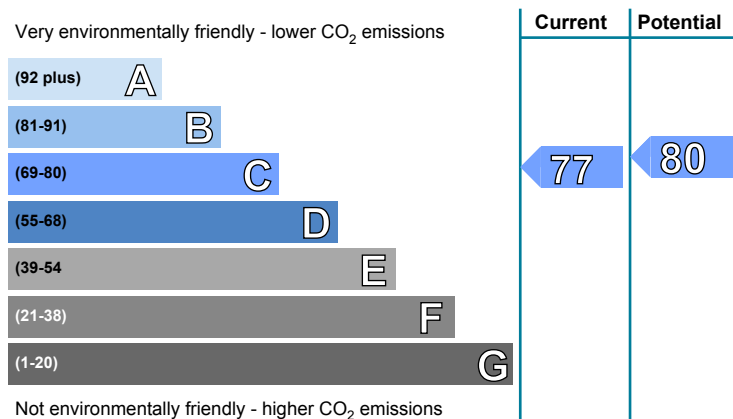 Very environmentally friendly - lower CO2 emissions
Current
Potential
(92 plus) A
(81-91) B
(69-80) C
(55-68) D
(39-54 E
(21-38) F
(1-20) G
77
80
Not environmentally friendly - higher CO2 emissions